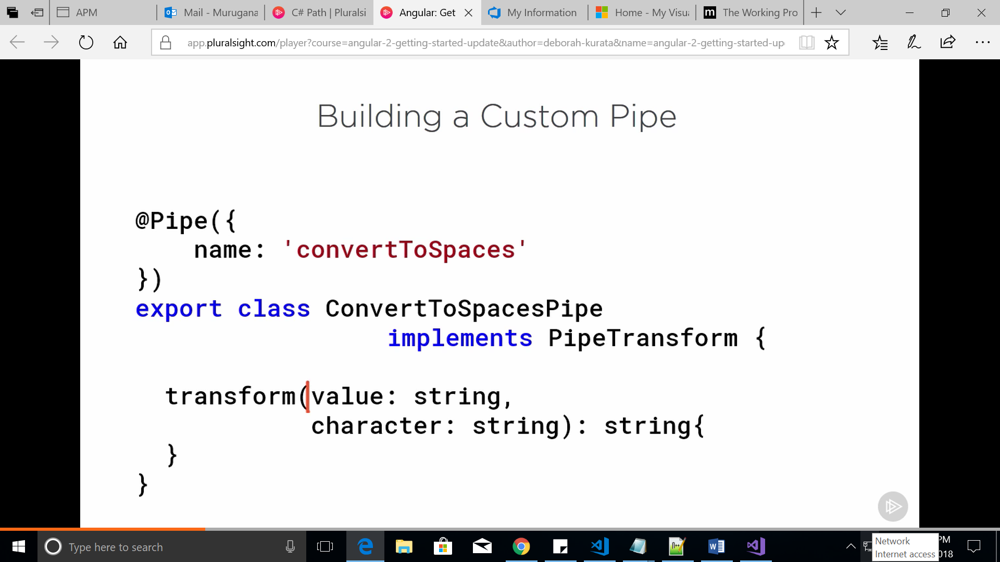 APM
Mail - Murugana
C# Path | Pluralsi
Angular: Get
My Information
Home - My Visua
m
The Working Pro
app.pluralsight.com/player?course=angular-2-getting-started-update&author=deborah-kurata&name=angular-2-getting-started-up
Building a Custom Pipe
@Pipe({
name: 'convertToSpaces'
})
export class ConvertToSpacesPipe
implements PipeTransform {
transform(value: string,
character: string): string{
}
}
Type here to search
Network
Internet access
PM
018